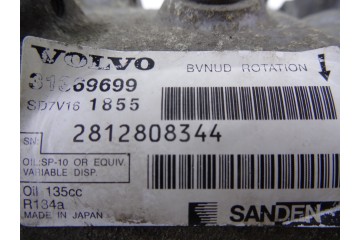 VOLVO
BVNUD ROTATION
31369699
SD7V16 1855
SN: 2812808344
OIL:SP-10 OR EQUIV.
VARIABLE DISP.
Oil 135cc
R134a
MADE IN JAPAN
SANDEN